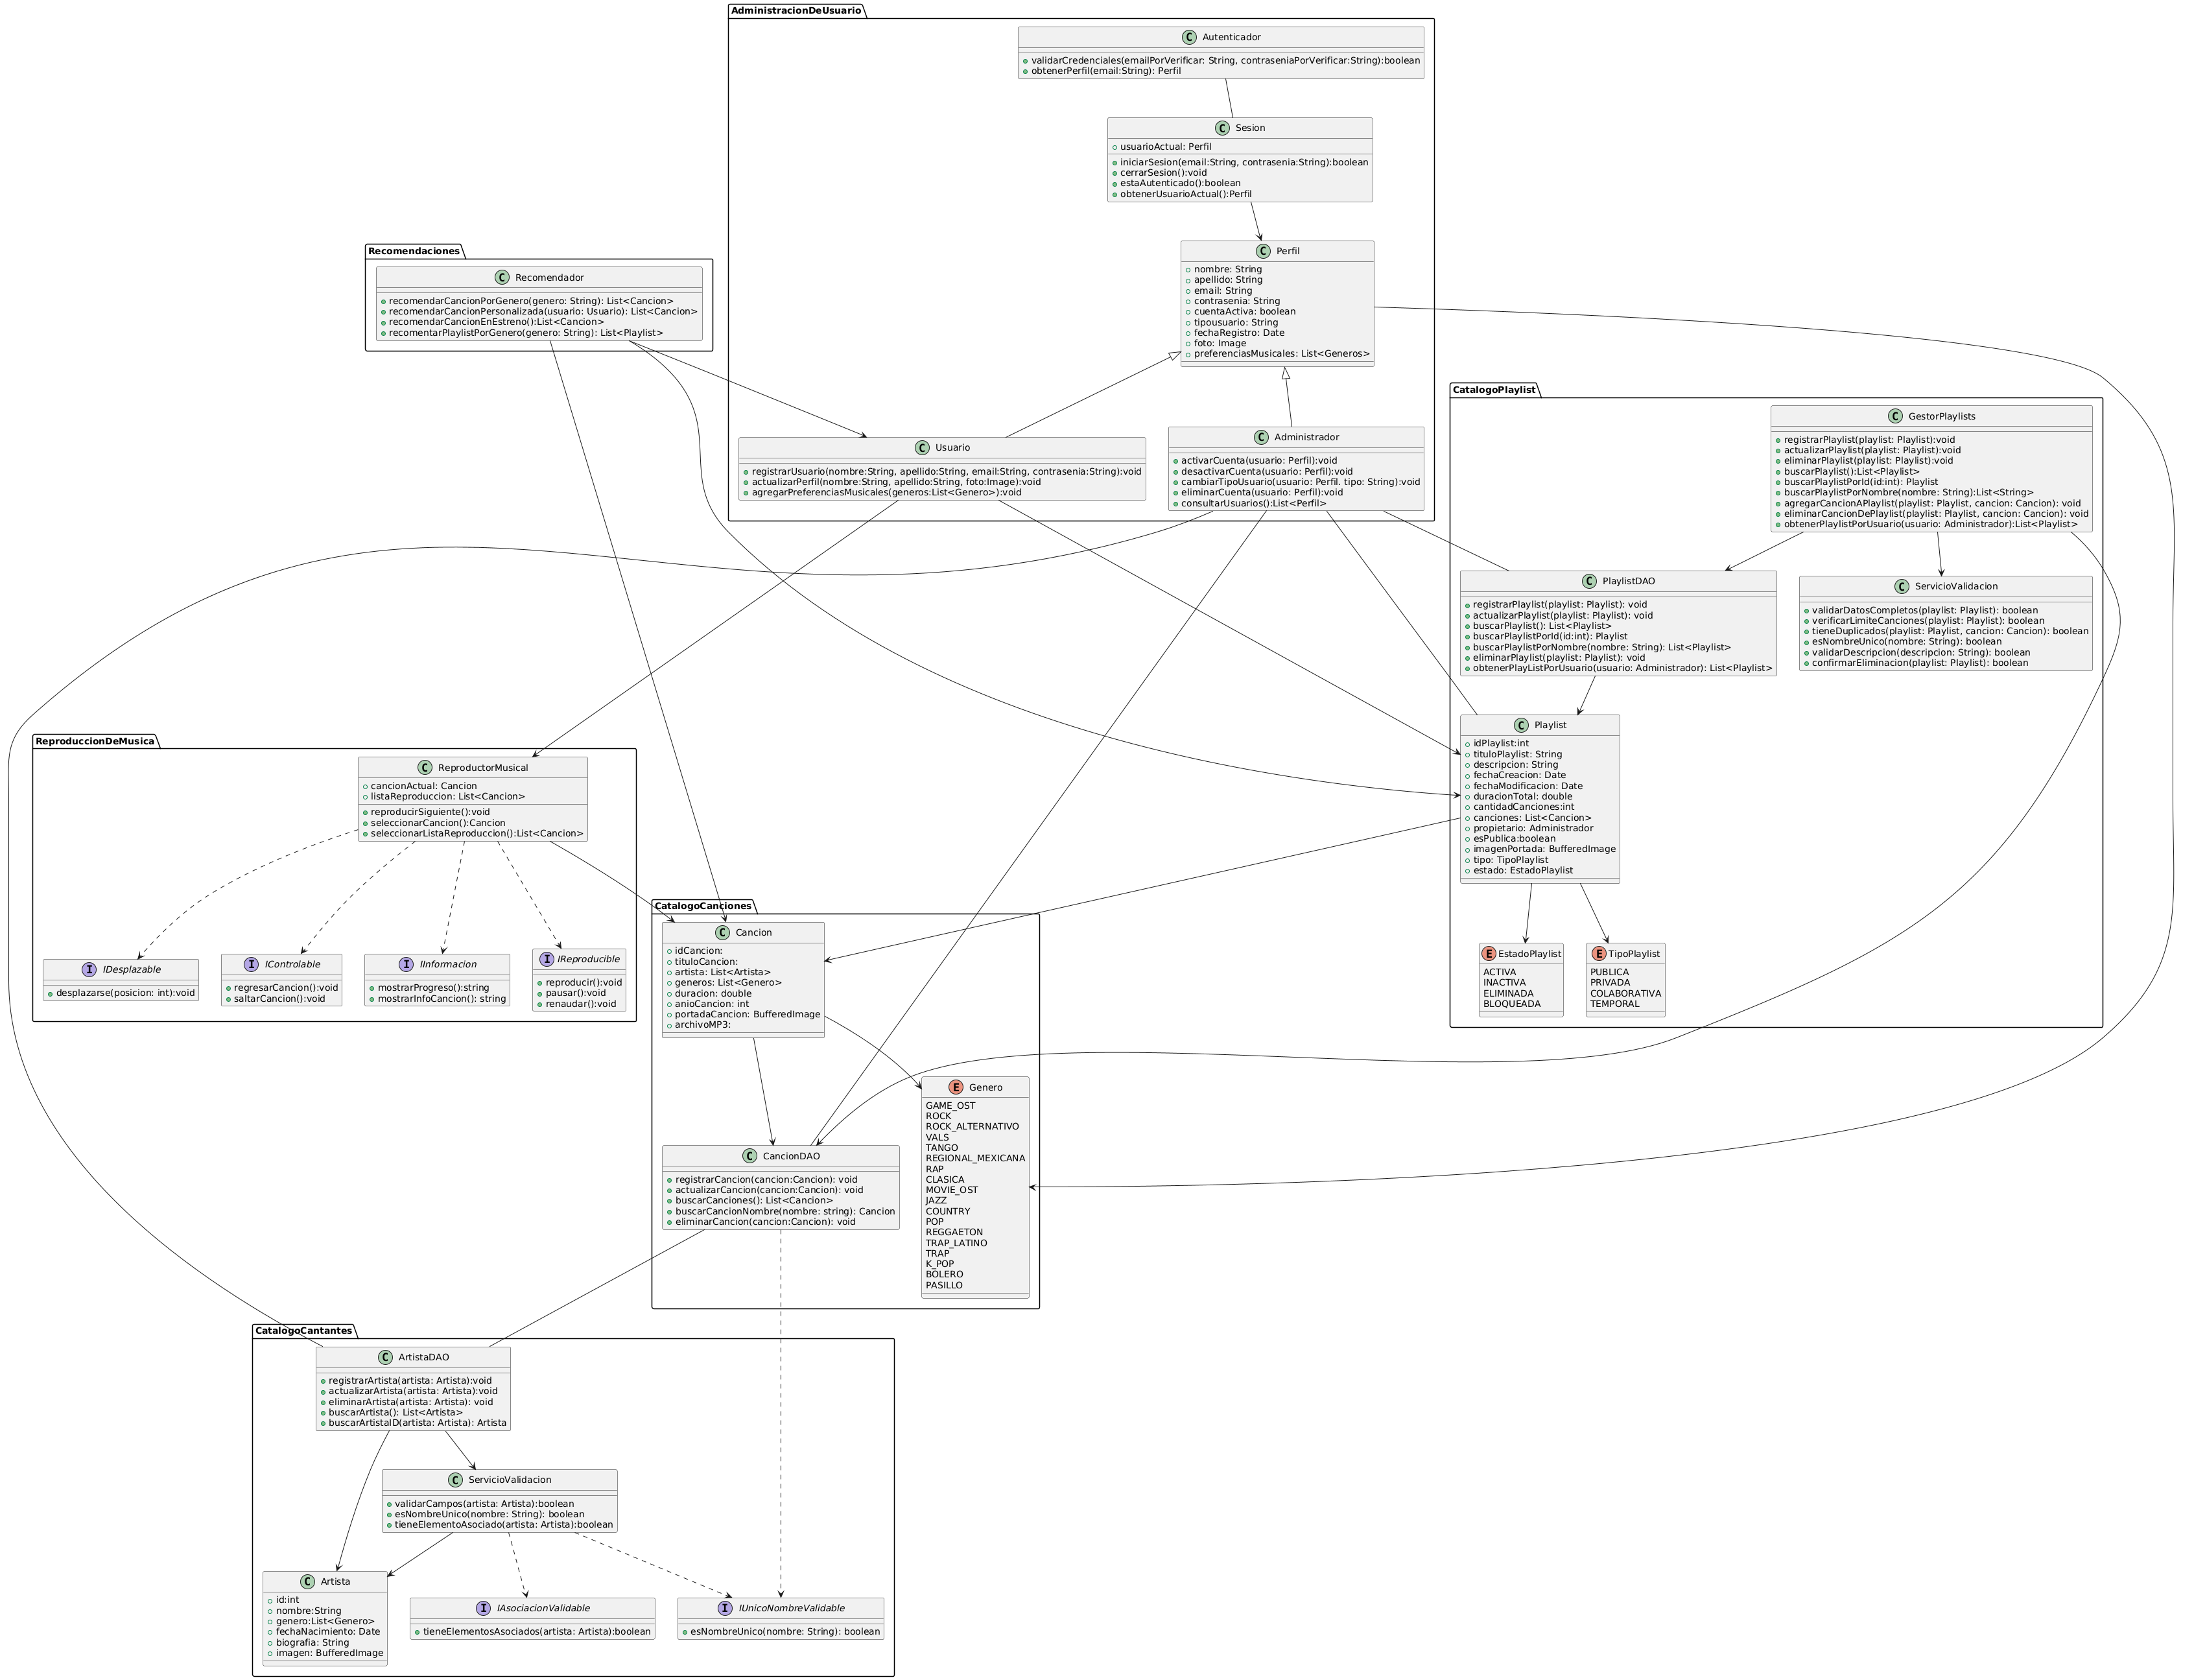 AdministracionDeUsuario
C Autenticador
validarCredenciales(emailPorVerificar: String, contraseniaPorVerificar:String):boolean
obtenerPerfil(email:String): Perfil
C Sesion
usuarioActual: Perfil
iniciarSesion(email:String, contrasenia:String):boolean
cerrarSesion():void
estaAutenticado():boolean
obtenerUsuarioActual():Perfil
C Perfil
nombre: String
apellido: String
email: String
contrasenia: String
cuentaActiva: boolean
tipousuario: String
fechaRegistro: Date
foto: Image
preferenciasMusicales: List<Generos>
C Usuario
registrarUsuario(nombre:String, apellido:String, email:String, contrasenia:String):void
actualizarPerfil(nombre:String, apellido:String, foto:Image):void
agregarPreferenciasMusicales(generos:List<Genero>):void
C Administrador
activarCuenta(usuario: Perfil):void
desactivarCuenta(usuario: Perfil):void
cambiarTipoUsuario(usuario: Perfil. tipo: String):void
eliminarCuenta(usuario: Perfil):void
consultarUsuarios():List<Perfil>
Recomendaciones
C Recomendador
recomendarCancionPorGenero(genero: String): List<Cancion>
recomendarCancionPersonalizada(usuario: Usuario): List<Cancion>
recomendarCancionEnEstreno():List<Cancion>
recomentarPlaylistPorGenero(genero: String): List<Playlist>
CatalogoPlaylist
C GestorPlaylists
registrarPlaylist(playlist: Playlist):void
actualizarPlaylist(playlist: Playlist):void
eliminarPlaylist(playlist: Playlist):void
buscarPlaylist():List<Playlist>
buscarPlaylistPorId(id:int): Playlist
buscarPlaylistPorNombre(nombre: String):List<String>
agregarCancionAPlaylist(playlist: Playlist, cancion: Cancion): void
eliminarCancionDePlaylist(playlist: Playlist, cancion: Cancion): void
obtenerPlaylistPorUsuario(usuario: Administrador):List<Playlist>
C PlaylistDAO
registrarPlaylist(playlist: Playlist): void
actualizarPlaylist(playlist: Playlist): void
buscarPlaylist(): List<Playlist>
buscarPlaylistPorId(id:int): Playlist
buscarPlaylistPorNombre(nombre: String): List<Playlist>
eliminarPlaylist(playlist: Playlist): void
obtenerPlayListPorUsuario(usuario: Administrador): List<Playlist>
C ServicioValidacion
validarDatosCompletos(playlist: Playlist): boolean
verificarLimiteCanciones(playlist: Playlist): boolean
tieneDuplicados(playlist: Playlist, cancion: Cancion): boolean
esNombreUnico(nombre: String): boolean
validarDescripcion(descripcion: String): boolean
confirmarEliminacion(playlist: Playlist): boolean
C Playlist
idPlaylist:int
tituloPlaylist: String
descripcion: String
fechaCreacion: Date
fechaModificacion: Date
duracionTotal: double
cantidadCanciones:int
canciones: List<Cancion>
propietario: Administrador
esPublica:boolean
imagenPortada: BufferedImage
tipo: TipoPlaylist
estado: EstadoPlaylist
E EstadoPlaylist
ACTIVA
INACTIVA
ELIMINADA
BLOQUEADA
E TipoPlaylist
PUBLICA
PRIVADA
COLABORATIVA
TEMPORAL
ReproduccionDeMusica
C ReproductorMusical
cancionActual: Cancion
listaReproduccion: List<Cancion>
reproducirSiguiente():void
seleccionarCancion():Cancion
seleccionarListaReproduccion():List<Cancion>
I IDesplazable
desplazarse(posicion: int):void
I IControlable
regresarCancion():void
saltarCancion():void
I IInformacion
mostrarProgreso():string
mostrarInfoCancion(): string
I IReproducible
reproducir():void
pausar():void
renaudar():void
CatalogoCanciones
C Cancion
idCancion:
tituloCancion:
artista: List<Artista>
generos: List<Genero>
duracion: double
anioCancion: int
portadaCancion: BufferedImage
archivoMP3:
E Genero
GAME_OST
ROCK
ROCK_ALTERNATIVO
VALS
TANGO
REGIONAL_MEXICANA
RAP
CLASICA
MOVIE_OST
JAZZ
COUNTRY
POP
REGGAETON
TRAP_LATINO
TRAP
K_POP
BOLERO
PASILLO
C CancionDAO
registrarCancion(cancion:Cancion): void
actualizarCancion(cancion:Cancion): void
buscarCanciones(): List<Cancion>
buscarCancionNombre(nombre: string): Cancion
eliminarCancion(cancion:Cancion): void
CatalogoCantantes
C ArtistaDAO
registrarArtista(artista: Artista):void
actualizarArtista(artista: Artista):void
eliminarArtista(artista: Artista): void
buscarArtista(): List<Artista>
buscarArtistaID(artista: Artista): Artista
C ServicioValidacion
validarCampos(artista: Artista):boolean
esNombreUnico(nombre: String): boolean
tieneElementoAsociado(artista: Artista):boolean
C Artista
id:int
nombre:String
genero:List<Genero>
fechaNacimiento: Date
biografia: String
imagen: BufferedImage
I IAsociacionValidable
tieneElementosAsociados(artista: Artista):boolean
I IUnicoNombreValidable
esNombreUnico(nombre: String): boolean